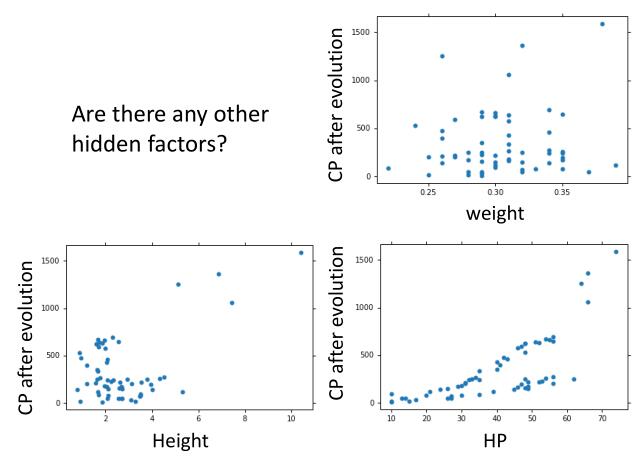 Are there any other
hidden factors?
CP after evolution
1500
1000
500
0
0.25 0.30 0.35
weight
CP after evolution
1500
1000
500
0
2 4 6 8 10
Height
CP after evolution
1500
1000
500
0
10 20 30 40 50 60 70
HP